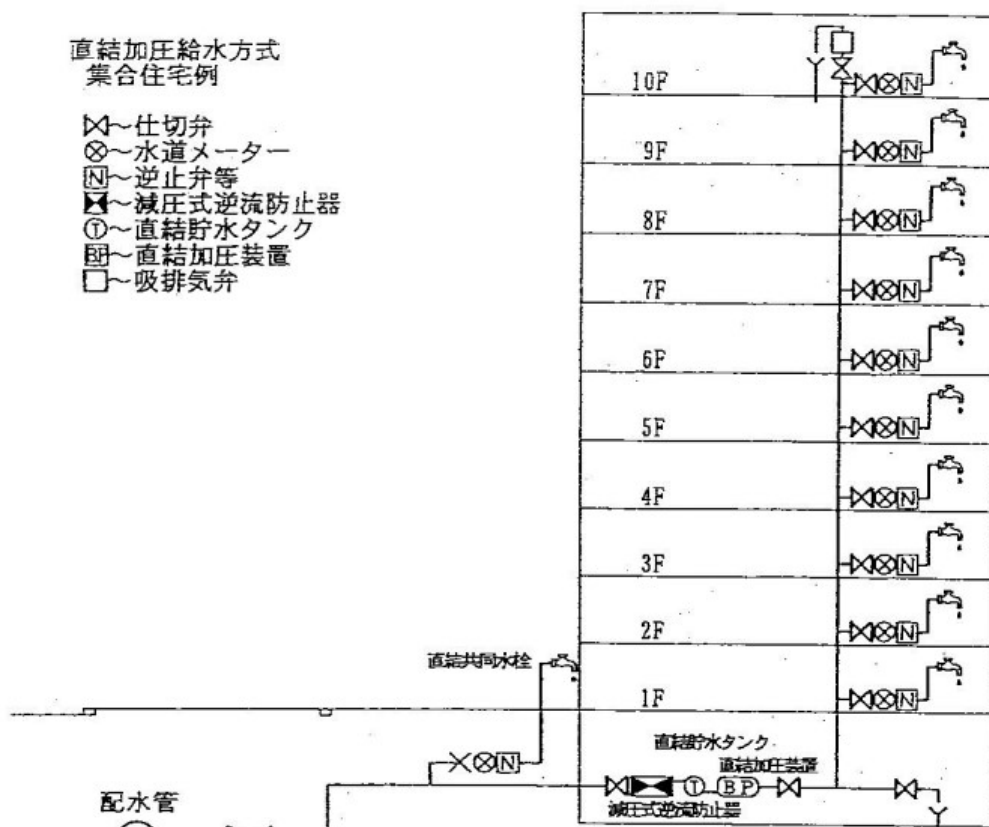 直結加圧給水方式
集合住宅例
~仕切弁
~水道メーター
N~逆止弁等
~減圧式逆流防止器
T~直結貯水タンク
BP~直結加圧装置
~吸排気弁
10F
N
9F
N
8F
N
7F
N
6F
N
5F
N
4F
N
3F
N
2F
N
直結共同水栓
1F
N
直結貯水タンク
N
直結加圧装置
T
BP
配水管
減圧式逆流防止器